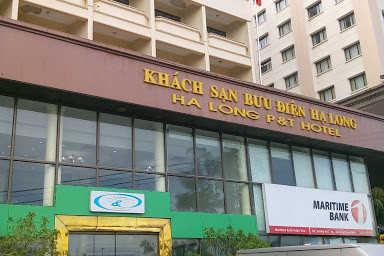 KHÁCH SẠN BƯU ĐIỆN HẠ LONG
HA LONG P&T HOTEL
MARITIME
BANK